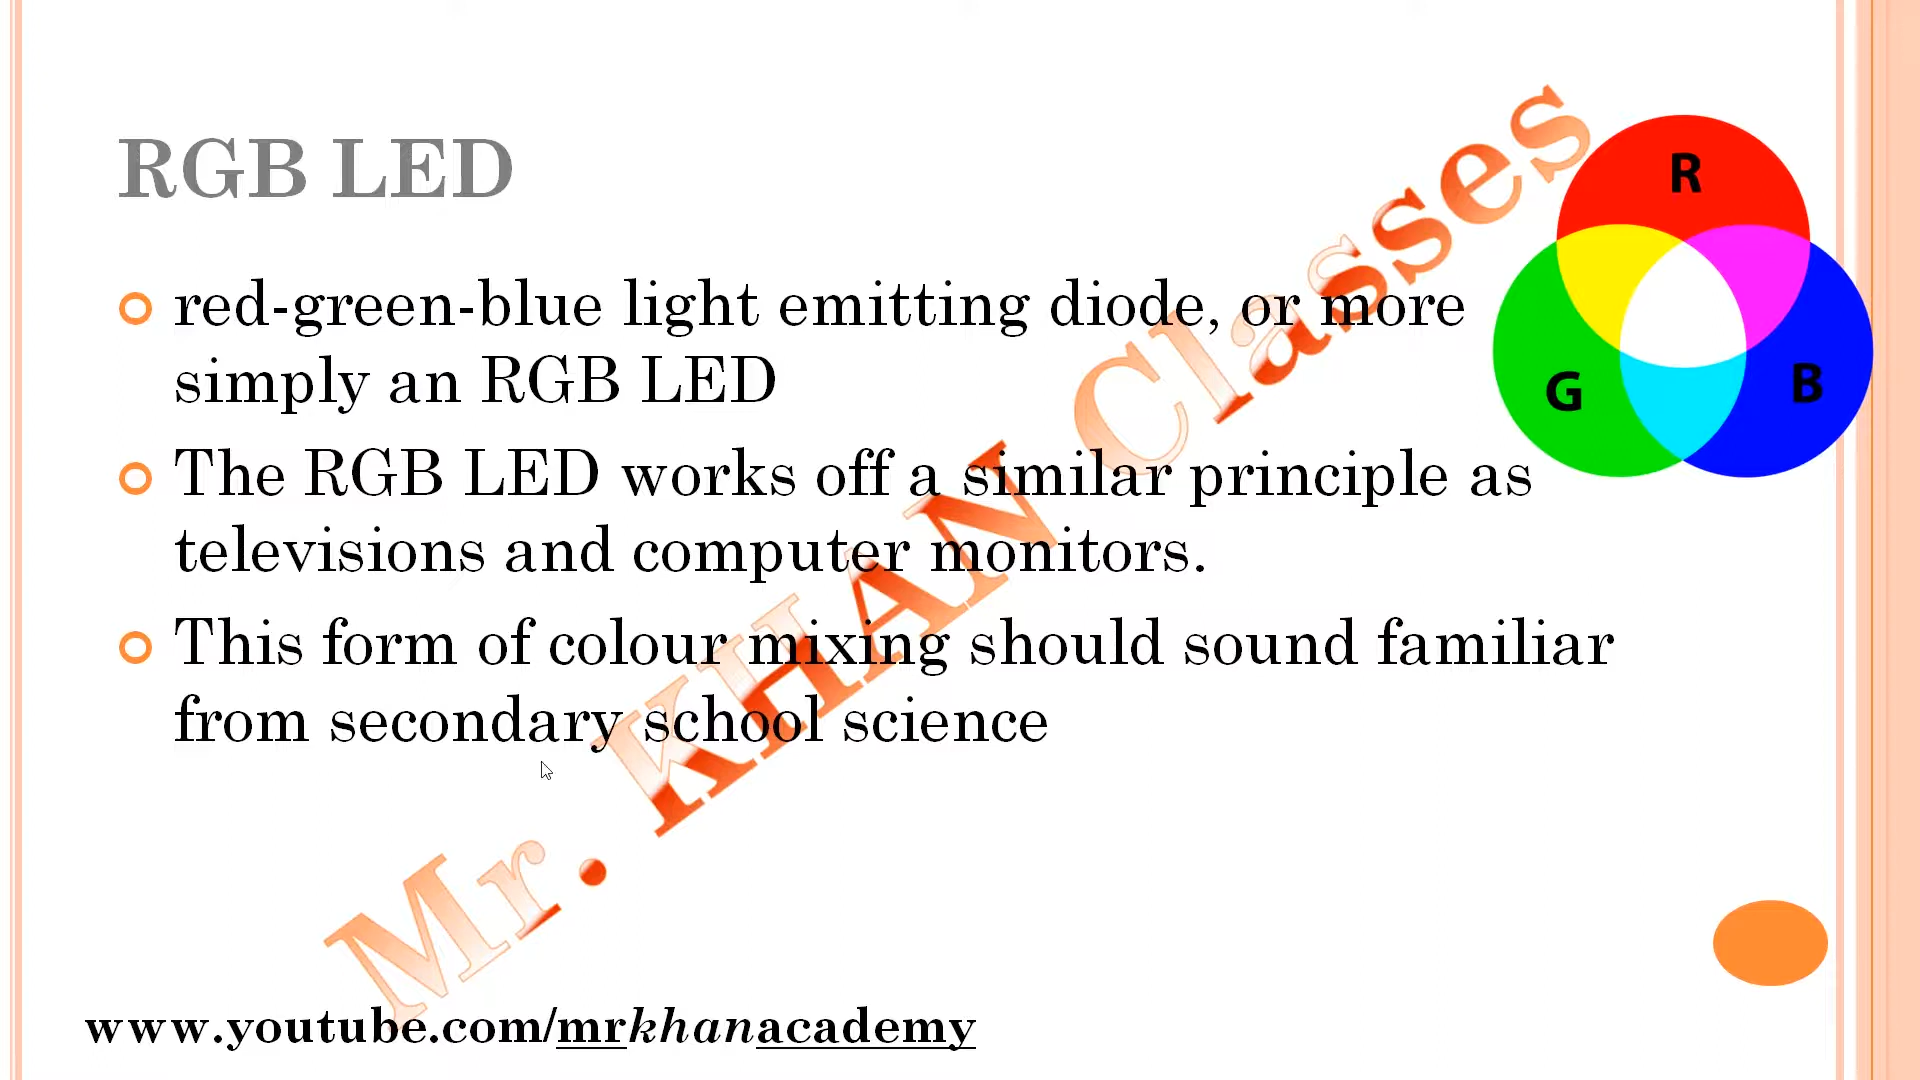 RGB LED
red-green-blue light emitting diode, or more
simply an RGB LED
The RGB LED works off a similar principle as
televisions and computer monitors.
This form of colour mixing should sound familiar
from secondary school science
R
G
B
Mr. KHAN Classes
www.youtube.com/mrkhanacademy